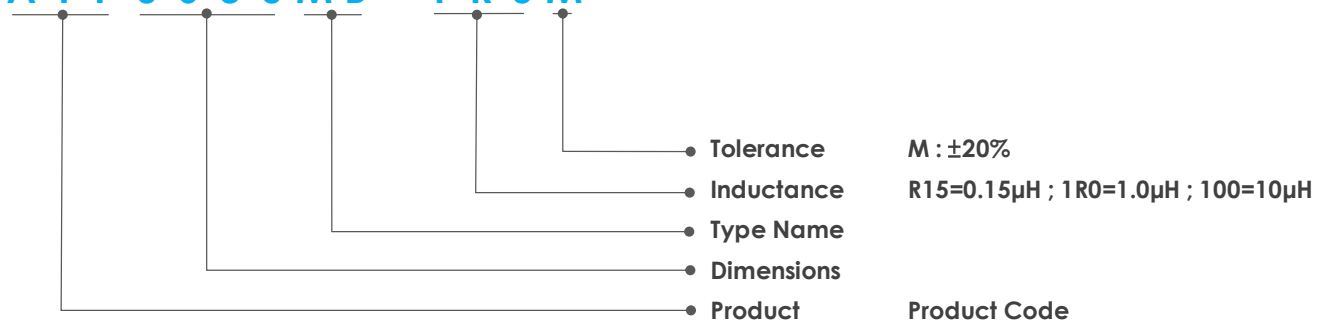 Tolerance M : ±20%
Inductance R15=0.15µH ; 1R0=1.0µH ; 100=10µH
Type Name
Dimensions
Product Product Code